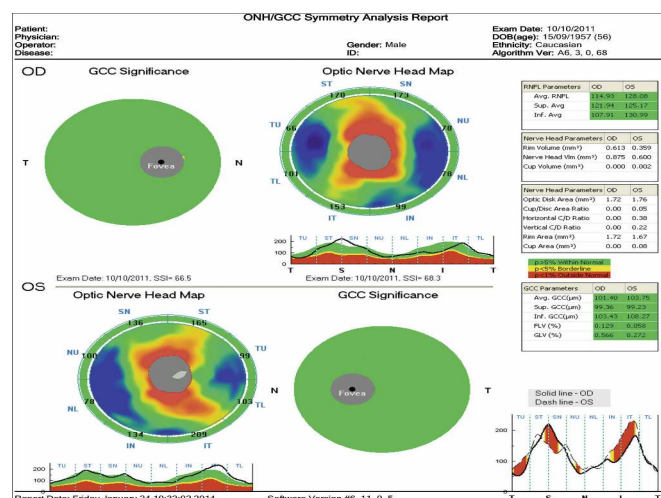 ONH/GCC Symmetry Analysis Report
Patient:
Physician:
Operator:
Disease:
Gender: Male
ID:
Exam Date: 10/10/2011
DOB(age): 15/09/1957 (56)
Ethnicity: Caucasian
Algorithm Ver: A6, 3, 0, 68
OD
GCC Significance
Optic Nerve Head Map
T
Fovea
N
ST
SN
TU
NU
TL
NL
IT
IN
170
173
66
78
101
99
153
TU ST SN NU NL IN IT TL
200
100
0
T S N I T
Exam Date: 10/10/2011, SSI= 66.5
Exam Date: 10/10/2011, SSI= 68.3
RNFL Parameters OD OS
Avg. RNFL 114.93 128.08
Sup. Avg 121.94 125.17
Inf. Avg 107.91 130.99
Nerve Head Parameters OD OS
Rim Volume (mm³) 0.613 0.359
Nerve Head Vlm (mm³) 0.875 0.600
Cup Volume (mm³) 0.000 0.002
Nerve Head Parameters OD OS
Optic Disk Area (mm²) 1.72 1.76
Cup/Disc Area Ratio 0.00 0.05
Horizontal C/D Ratio 0.00 0.38
Vertical C/D Ratio 0.00 0.22
Rim Area (mm²) 1.72 1.67
Cup Area (mm²) 0.00 0.08
p>5% Within Normal
p<5% Borderline
p<1% Outside Normal
GCC Parameters OD OS
Avg. GCC(μm) 101.40 103.75
Sup. GCC(μm) 99.36 99.23
Inf. GCC(μm) 103.43 108.27
FLV (%) 0.129 0.058
GLV (%) 0.566 0.272
OS
Optic Nerve Head Map
GCC Significance
SN
ST
NU
TU
NL
TL
IN
IT
136
165
100
99
78
103
134
209
N
Fovea
T
TU ST SN NU NL IN IT TL
200
100
0
Solid line - OD
Dash line - OS
TU ST SN NU NL IN IT TL
200
100
0
T S N I T
Report Date: Friday, January 24 10:33:03 2014